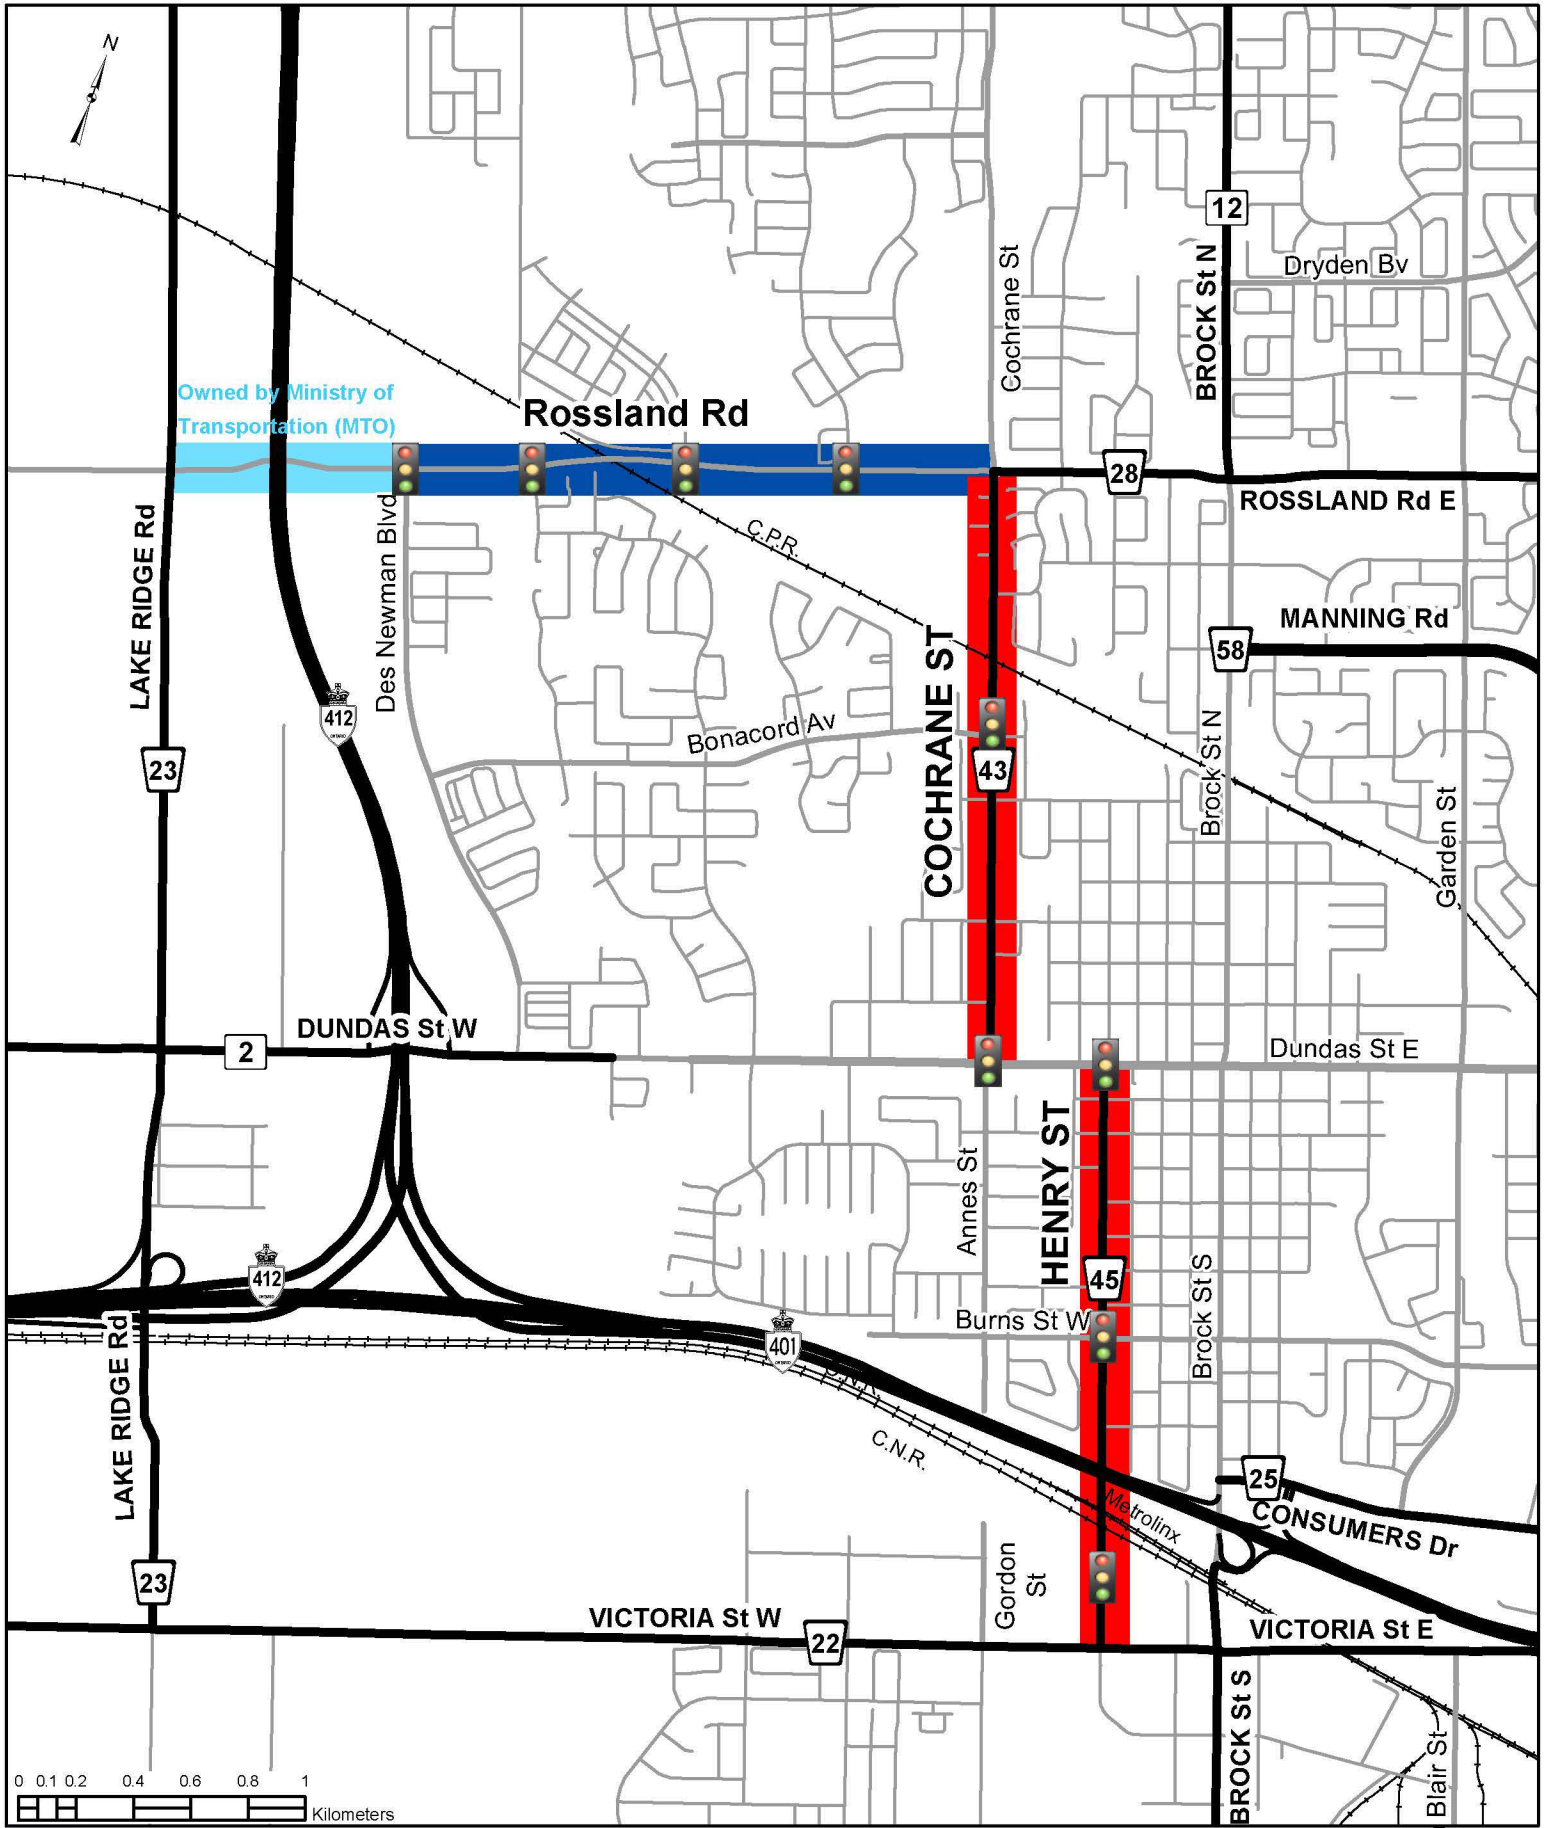 N
12
Cochrane St
BROCK St N
Dryden Bv
Owned by Ministry of
Transportation (MTO)
Rossland Rd
28
ROSSLAND Rd E
LAKE RIDGE Rd
Des Newman Blvd
C.P.R.
COCHRANE ST
MANNING Rd
58
412
ONTARIO
Bonacord Av
23
43
Brock St N
Garden St
DUNDAS St W
2
Dundas St E
Annes St
HENRY ST
412
ONTARIO
45
Brock St S
Burns St W
401
ONTARIO
LAKE RIDGE Rd
C.N.R.
C.N.R.
25
CONSUMERS Dr
Metrolinx
23
Gordon
St
VICTORIA St W
22
VICTORIA St E
BROCK St S
Blair St
0 0.1 0.2 0.4 0.6 0.8 1
Kilometers